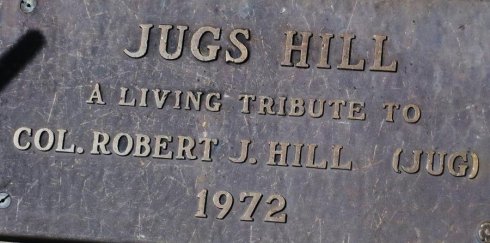 JUGS HILL
A LIVING TRIBUTE TO
COL. ROBERT J. HILL (JUG)
1972